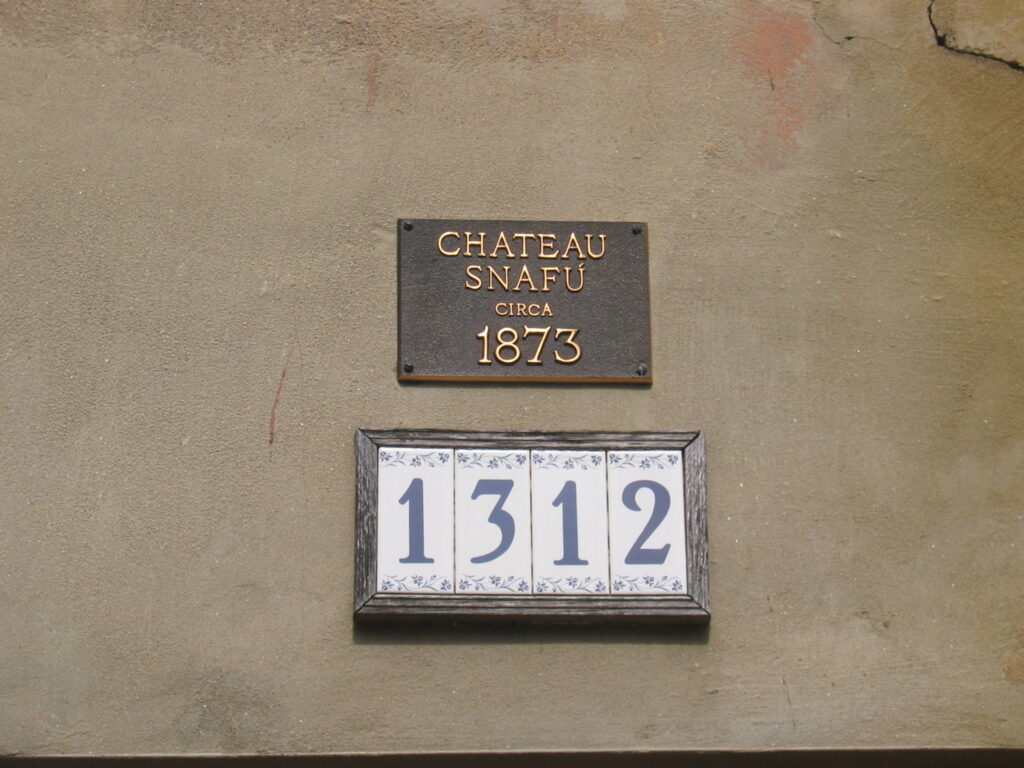 CHATEAU
SNAFÚ
CIRCA
1873
1312